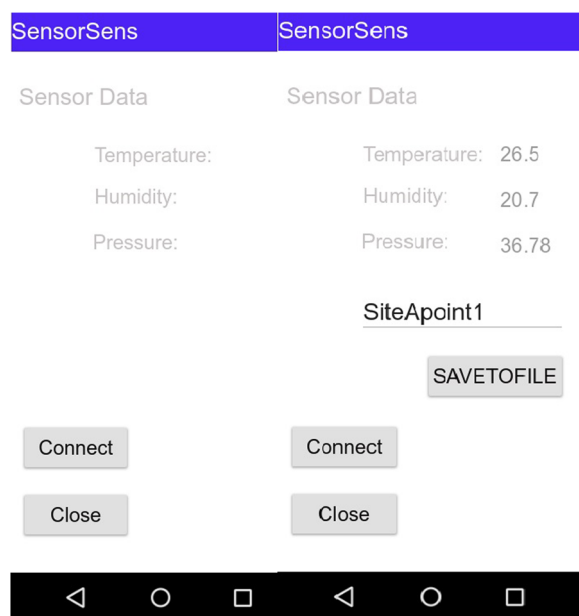 SensorSens
Sensor Data
Temperature:
Humidity:
Pressure:
Connect
Close
SensorSens
Sensor Data
Temperature: 26.5
Humidity: 20.7
Pressure: 36.78
SiteApoint1
SAVETOFILE
Connect
Close